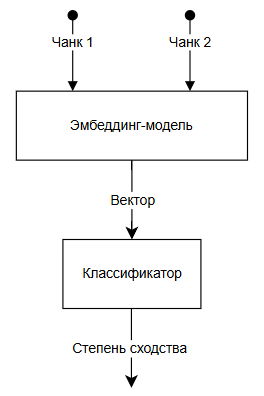 Чанк 1
Чанк 2
Эмбеддинг-модель
Вектор
Классификатор
Степень сходства